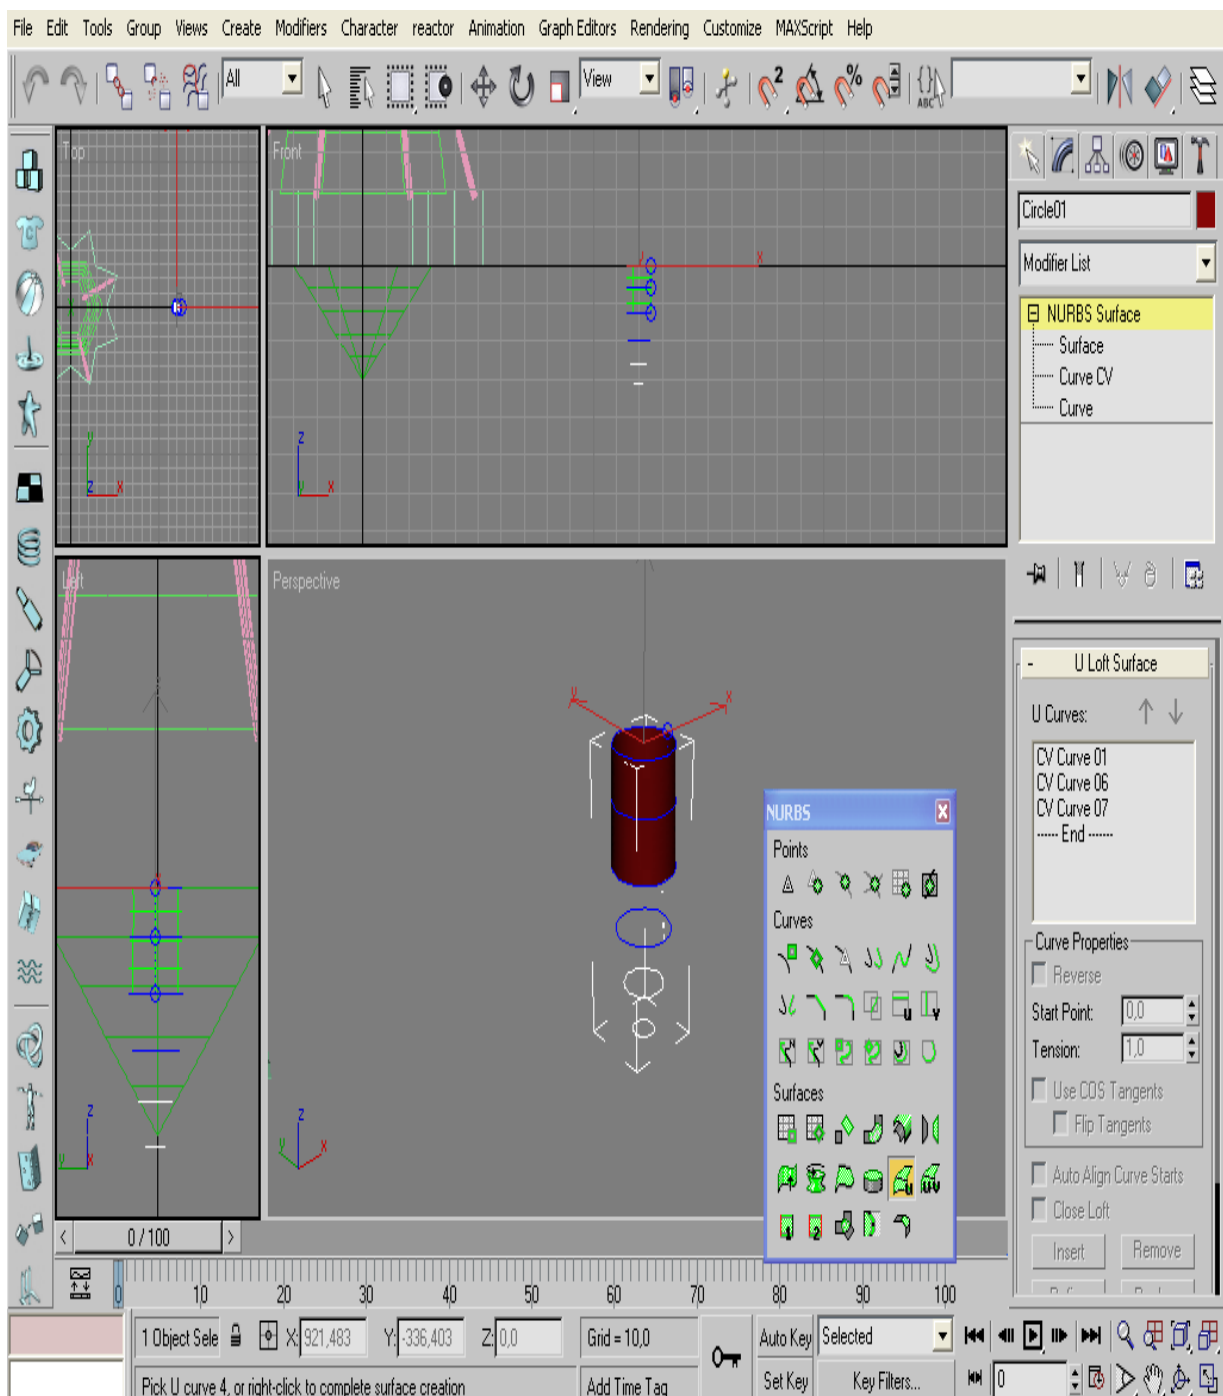 File Edit Tools Group Views Create Modifiers Character reactor Animation Graph Editors Rendering Customize MAXScript Help
All
View
Top
Front
Circle01
Modifier List
NURBS Surface
Surface
Curve CV
Curve
Left
Perspective
U Loft Surface
U Curves:
CV Curve 01
CV Curve 06
CV Curve 07
----- End ------
NURBS
Points
Curves
Surfaces
Curve Properties
Reverse
Start Point: 0,0
Tension: 1,0
Use COS Tangents
Flip Tangents
Auto Align Curve Starts
Close Loft
Insert Remove
0 / 100
0 10 20 30 40 50 60 70 80 90 100
1 Object Sele X: 921,483 Y: -336,403 Z: 0,0 Grid = 10,0 Auto Key Selected
Pick U curve 4, or right-click to complete surface creation Add Time Tag Set Key Key Filters... 0